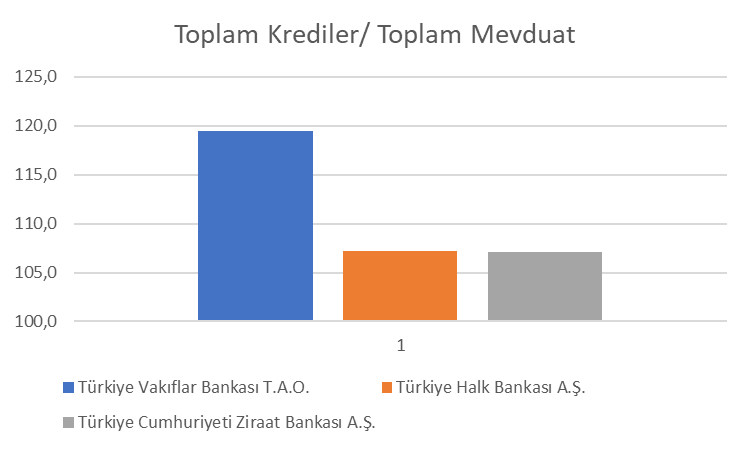 Toplam Krediler/ Toplam Mevduat
125,0
120,0
115,0
110,0
105,0
100,0
1
Türkiye Vakıflar Bankası T.A.O.
Türkiye Halk Bankası A.Ş.
Türkiye Cumhuriyeti Ziraat Bankası A.Ş.